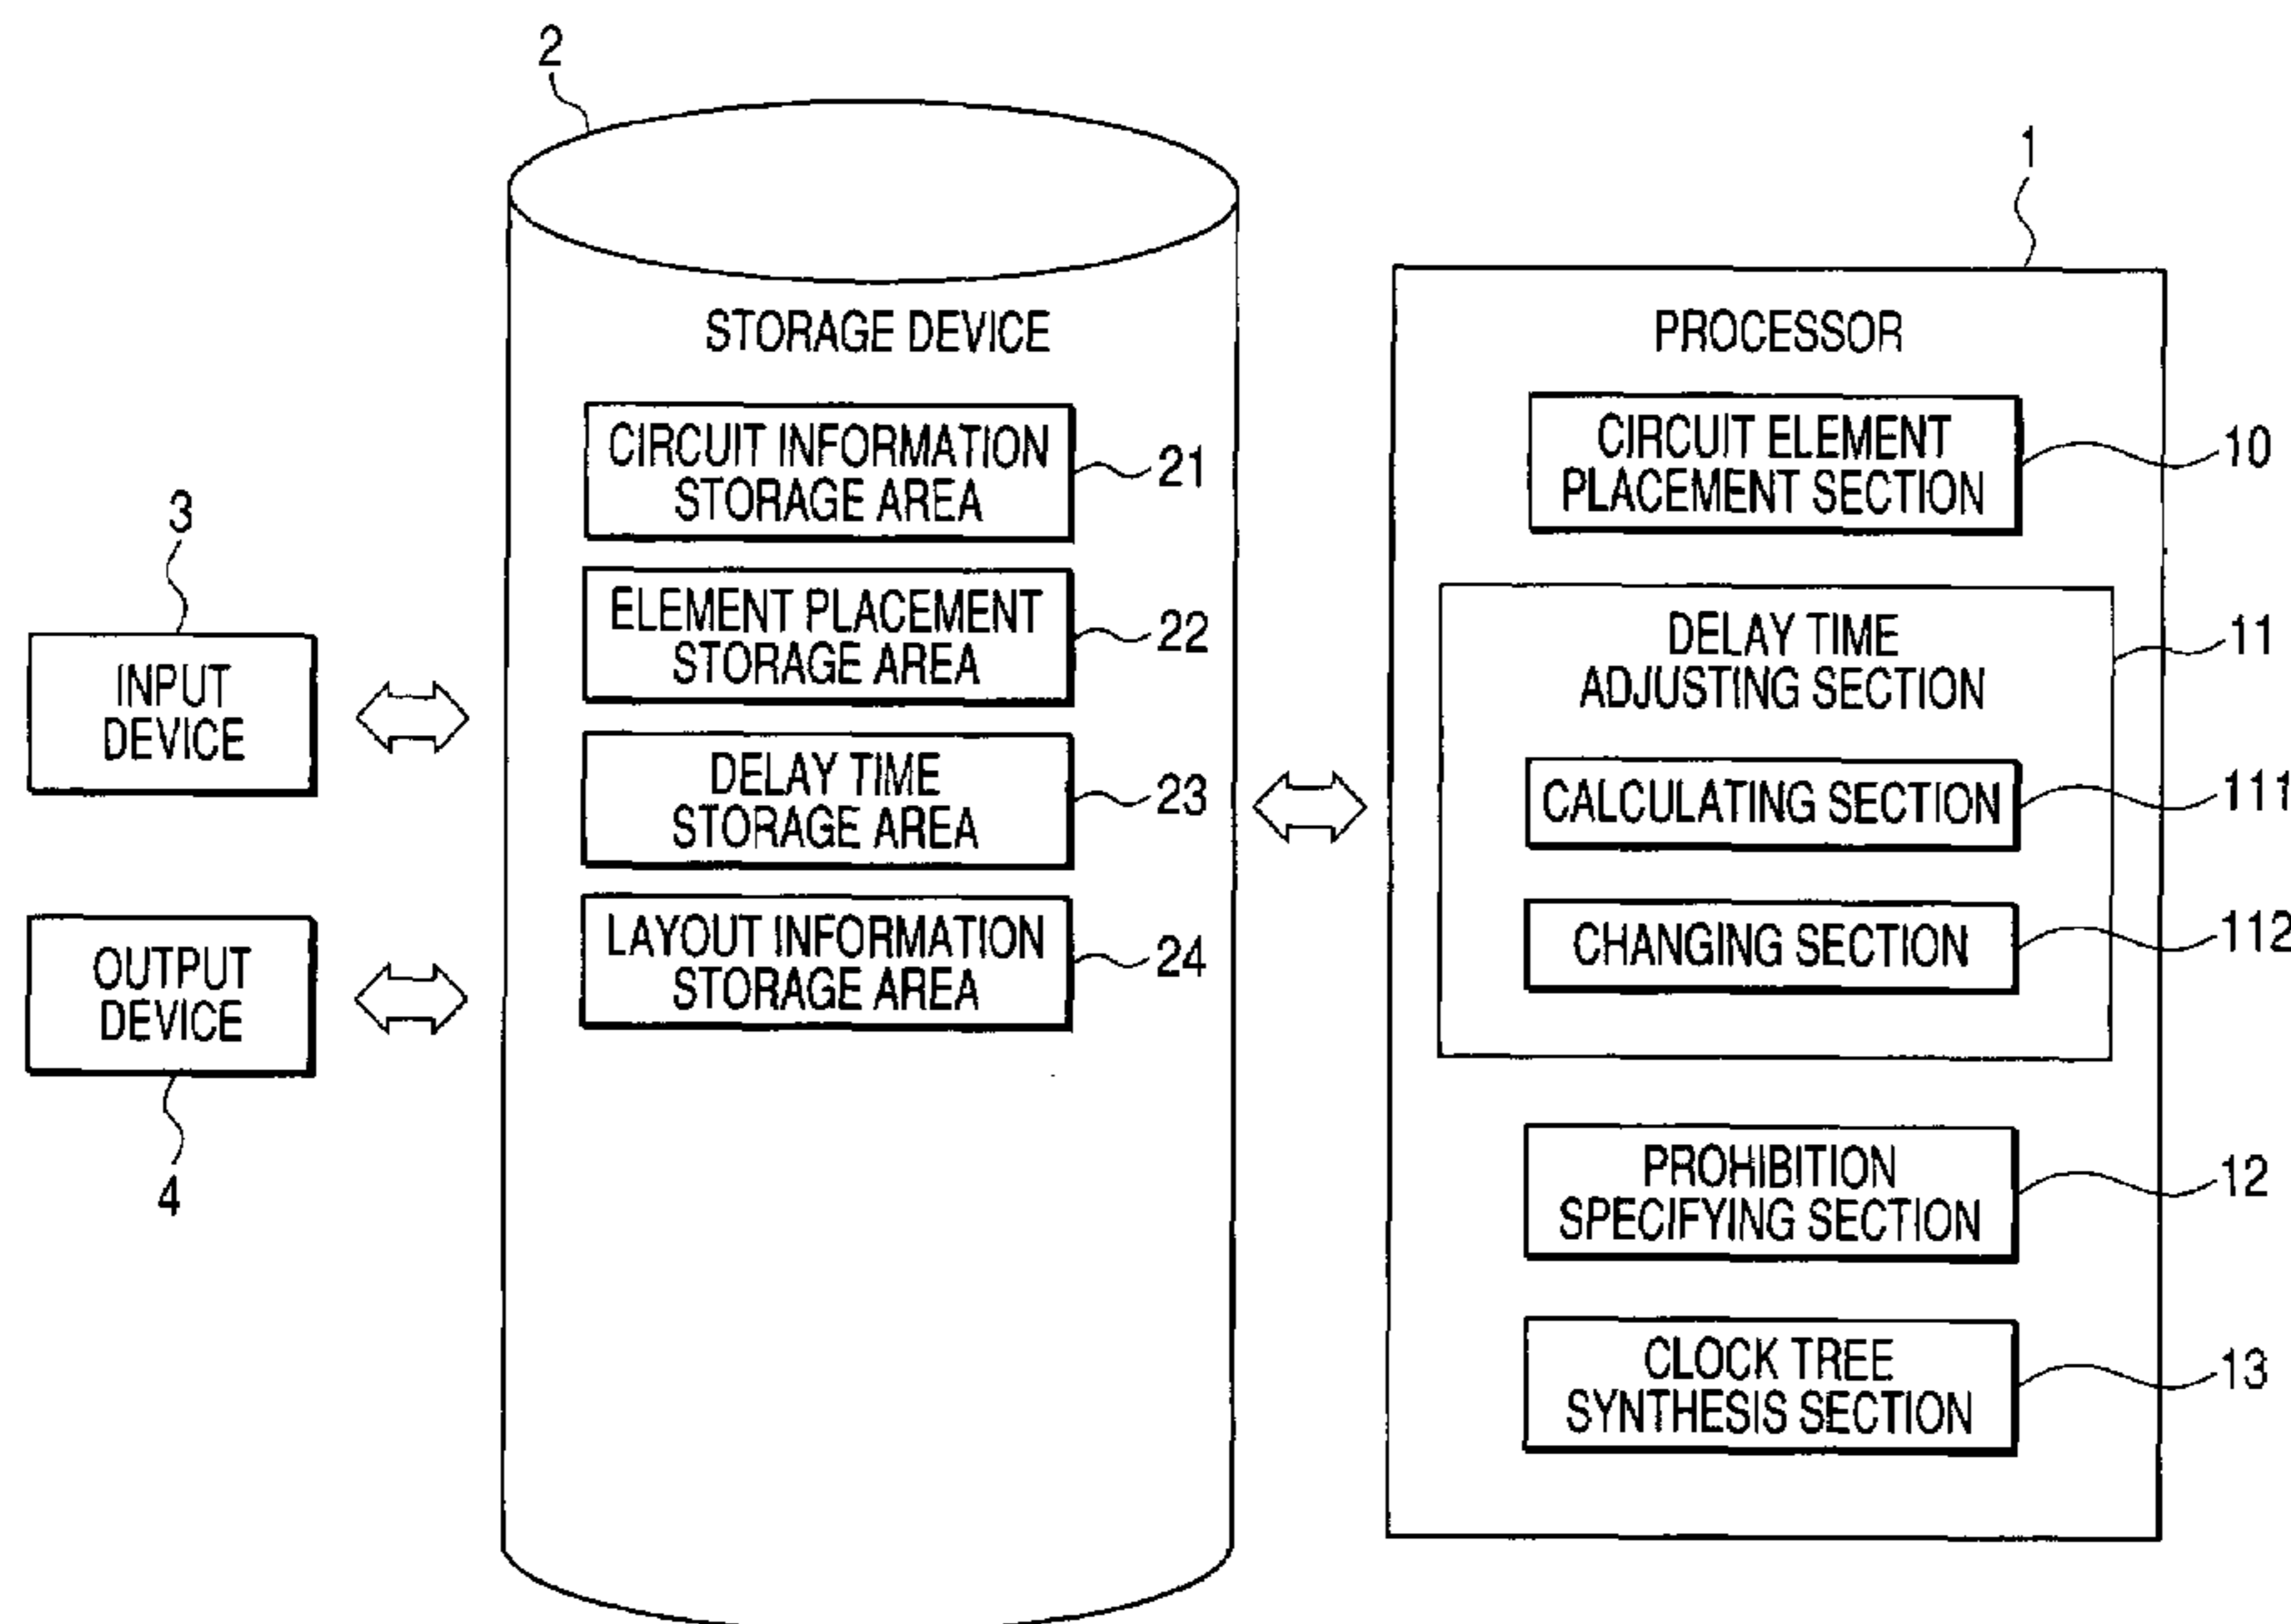 2
1
STORAGE DEVICE
CIRCUIT INFORMATION
STORAGE AREA
21
ELEMENT PLACEMENT
STORAGE AREA
22
DELAY TIME
STORAGE AREA
23
LAYOUT INFORMATION
STORAGE AREA
24
3
INPUT
DEVICE
OUTPUT
DEVICE
4
PROCESSOR
CIRCUIT ELEMENT
PLACEMENT SECTION
10
DELAY TIME
ADJUSTING SECTION
11
CALCULATING SECTION
111
CHANGING SECTION
112
PROHIBITION
SPECIFYING SECTION
12
CLOCK TREE
SYNTHESIS SECTION
13